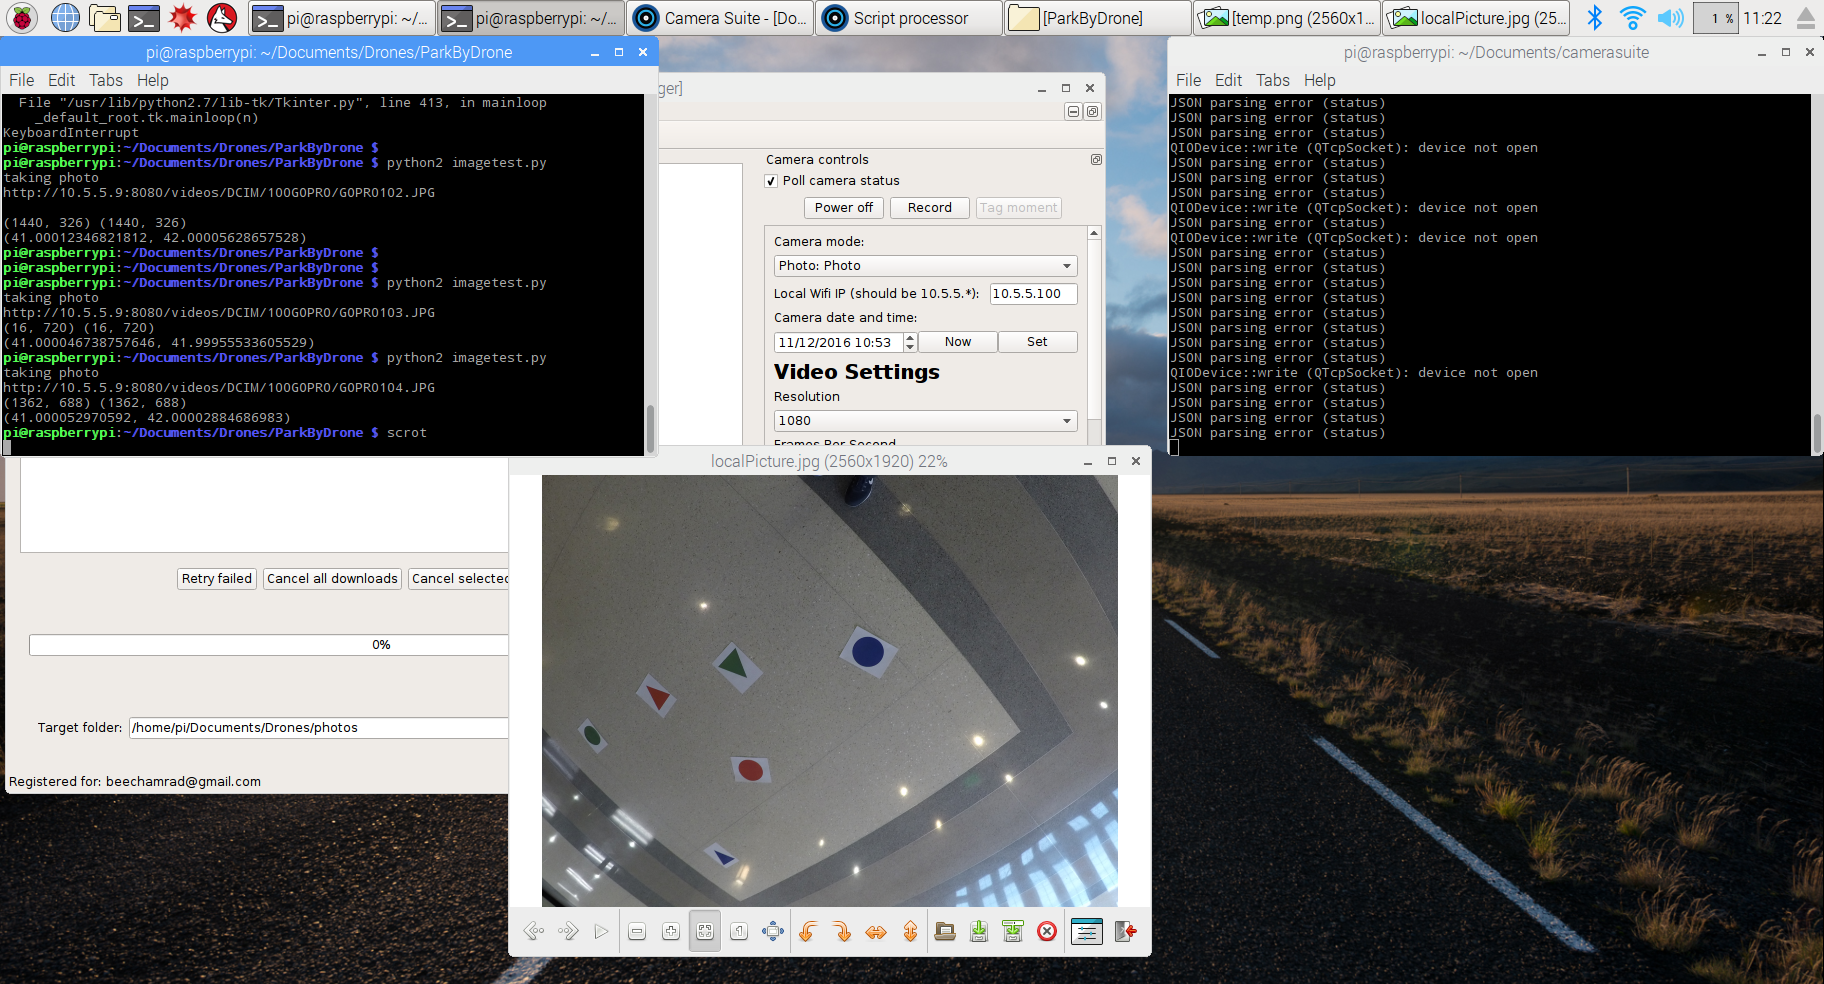 pi@raspberrypi: ~/...
pi@raspberrypi: ~/...
Camera Suite - [Do...
Script processor
[ParkByDrone]
[temp.png (2560x1...
localPicture.jpg (25...
1 %
11:22
pi@raspberrypi: ~/Documents/Drones/ParkByDrone
File Edit Tabs Help
File "/usr/lib/python2.7/lib-tk/Tkinter.py", line 413, in mainloop
_default_root.tk.mainloop(n)
KeyboardInterrupt
pi@raspberrypi:~/Documents/Drones/ParkByDrone $
pi@raspberrypi:~/Documents/Drones/ParkByDrone $ python2 imagetest.py
taking photo
http://10.5.5.9:8080/videos/DCIM/100GOPRO/GOPR0102.JPG
(1440, 326) (1440, 326)
(41.00012346821812, 42.00005628657528)
pi@raspberrypi:~/Documents/Drones/ParkByDrone $
pi@raspberrypi:~/Documents/Drones/ParkByDrone $
pi@raspberrypi:~/Documents/Drones/ParkByDrone $ python2 imagetest.py
taking photo
http://10.5.5.9:8080/videos/DCIM/100GOPRO/GOPR0103.JPG
(16, 720) (16, 720)
(41.000046738757646, 41.99955533605529)
pi@raspberrypi:~/Documents/Drones/ParkByDrone $ python2 imagetest.py
taking photo
http://10.5.5.9:8080/videos/DCIM/100GOPRO/GOPR0104.JPG
(1362, 688) (1362, 688)
(41.000052970592, 42.00002884686983)
pi@raspberrypi:~/Documents/Drones/ParkByDrone $ scrot
ger]
Camera controls
Poll camera status
Power off
Record
Tag moment
Camera mode:
Photo: Photo
Local Wifi IP (should be 10.5.5.*): 10.5.5.100
Camera date and time:
11/12/2016 10:53
Now
Set
Video Settings
Resolution
1080
Frames Per Second
pi@raspberrypi: ~/Documents/camerasuite
File Edit Tabs Help
JSON parsing error (status)
JSON parsing error (status)
JSON parsing error (status)
QIODevice::write (QTcpSocket): device not open
JSON parsing error (status)
JSON parsing error (status)
JSON parsing error (status)
QIODevice::write (QTcpSocket): device not open
JSON parsing error (status)
QIODevice::write (QTcpSocket): device not open
JSON parsing error (status)
JSON parsing error (status)
JSON parsing error (status)
JSON parsing error (status)
JSON parsing error (status)
JSON parsing error (status)
JSON parsing error (status)
JSON parsing error (status)
QIODevice::write (QTcpSocket): device not open
JSON parsing error (status)
JSON parsing error (status)
JSON parsing error (status)
JSON parsing error (status)
localPicture.jpg (2560x1920) 22%
Retry failed
Cancel all downloads
Cancel selected
0%
Target folder: /home/pi/Documents/Drones/photos
Registered for: beechamrad@gmail.com